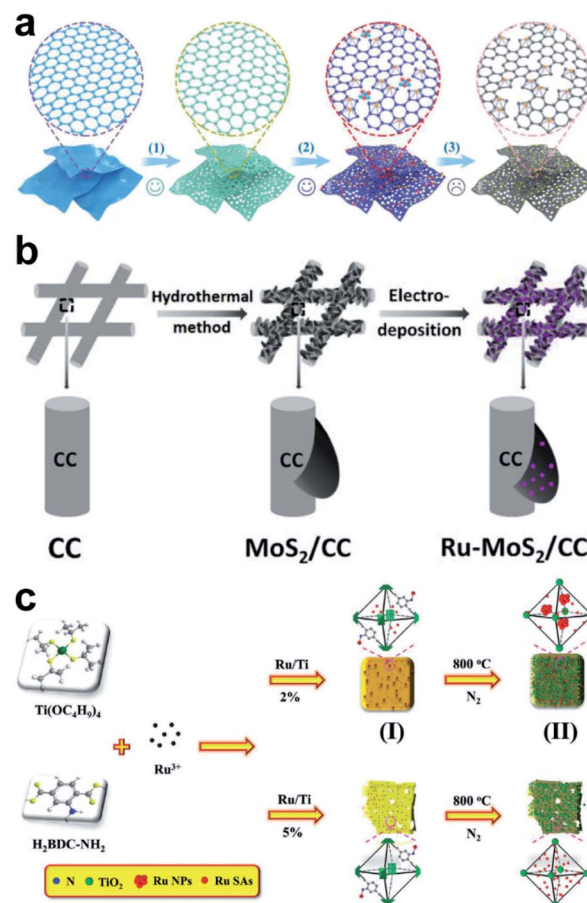 a
(1) (2) (3)
b
Hydrothermal method
Electro-deposition
CC CC CC
CC MoS₂/CC Ru-MoS₂/CC
c
Ti(OC₄H₉)₄
+ Ru³⁺
H₂BDC-NH₂
Ru/Ti
2%
(I)
800 °C
N₂
(II)
Ru/Ti
5%
800 °C
N₂
N TiO₂ Ru NPs Ru SAs